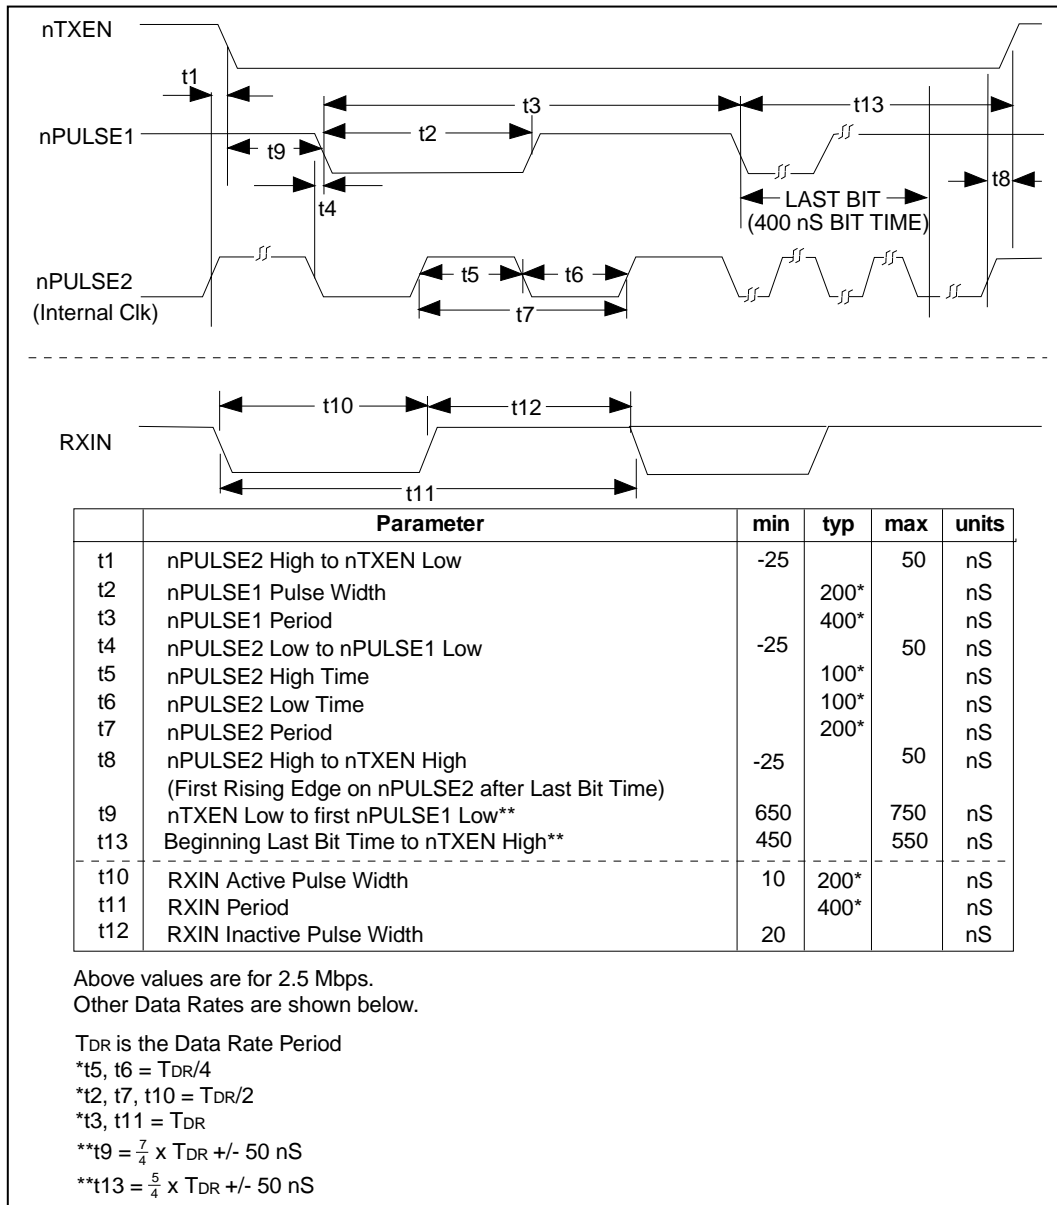 nTXEN
t1
t3
t13
nPULSE1
t2
t9
t4
t8
LAST BIT
(400 nS BIT TIME)
nPULSE2
(Internal Clk)
t5
t6
t7
RXIN
t10
t12
t11
Parameter min typ max units
t1 nPULSE2 High to nTXEN Low -25 50 nS
t2 nPULSE1 Pulse Width 200* nS
t3 nPULSE1 Period 400* nS
t4 nPULSE2 Low to nPULSE1 Low -25 50 nS
t5 nPULSE2 High Time 100* nS
t6 nPULSE2 Low Time 100* nS
t7 nPULSE2 Period 200* nS
t8 nPULSE2 High to nTXEN High -25 50 nS
(First Rising Edge on nPULSE2 after Last Bit Time)
t9 nTXEN Low to first nPULSE1 Low** 650 750 nS
t13 Beginning Last Bit Time to nTXEN High** 450 550 nS
t10 RXIN Active Pulse Width 10 200* nS
t11 RXIN Period 400* nS
t12 RXIN Inactive Pulse Width 20 nS
Above values are for 2.5 Mbps.
Other Data Rates are shown below.
TDR is the Data Rate Period
*t5, t6 = TDR/4
*t2, t7, t10 = TDR/2
*t3, t11 = TDR
**t9 = 7/4 x TDR +/- 50 nS
**t13 = 5/4 x TDR +/- 50 nS